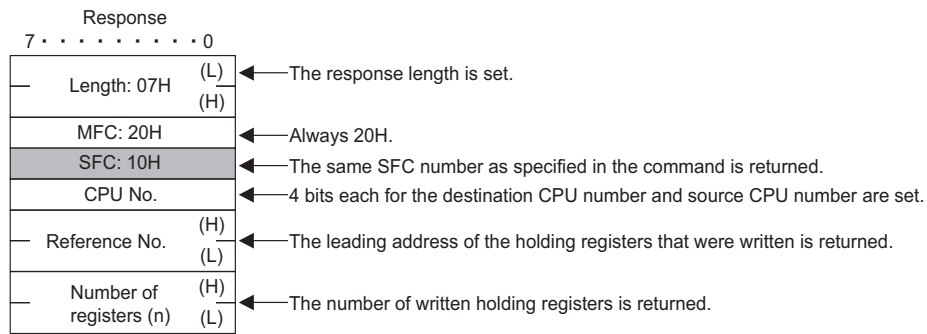 Response
7 · · · · · · · · · 0
Length: 07H (L) The response length is set.
(H)
MFC: 20H Always 20H.
SFC: 10H The same SFC number as specified in the command is returned.
CPU No. 4 bits each for the destination CPU number and source CPU number are set.
(H)
Reference No. The leading address of the holding registers that were written is returned.
(L)
Number of (H)
The number of written holding registers is returned.
registers (n) (L)